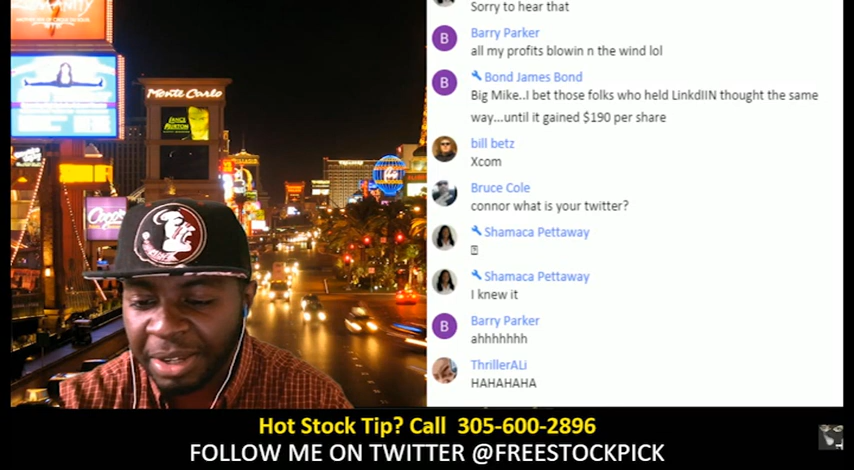 Monte Carlo
LANCE
BURTON
Coco's
Sorry to hear that
B
Barry Parker
all my profits blowin n the wind lol
B
Bond James Bond
Big Mike..I bet those folks who held LinkdIIN thought the same
way...until it gained $190 per share
bill betz
Xcom
Bruce Cole
connor what is your twitter?
Shamaca Pettaway
Shamaca Pettaway
I knew it
B
Barry Parker
ahhhhhhh
ThrillerALi
HAHAHAHA
Hot Stock Tip? Call 305-600-2896
FOLLOW ME ON TWITTER @FREESTOCKPICK